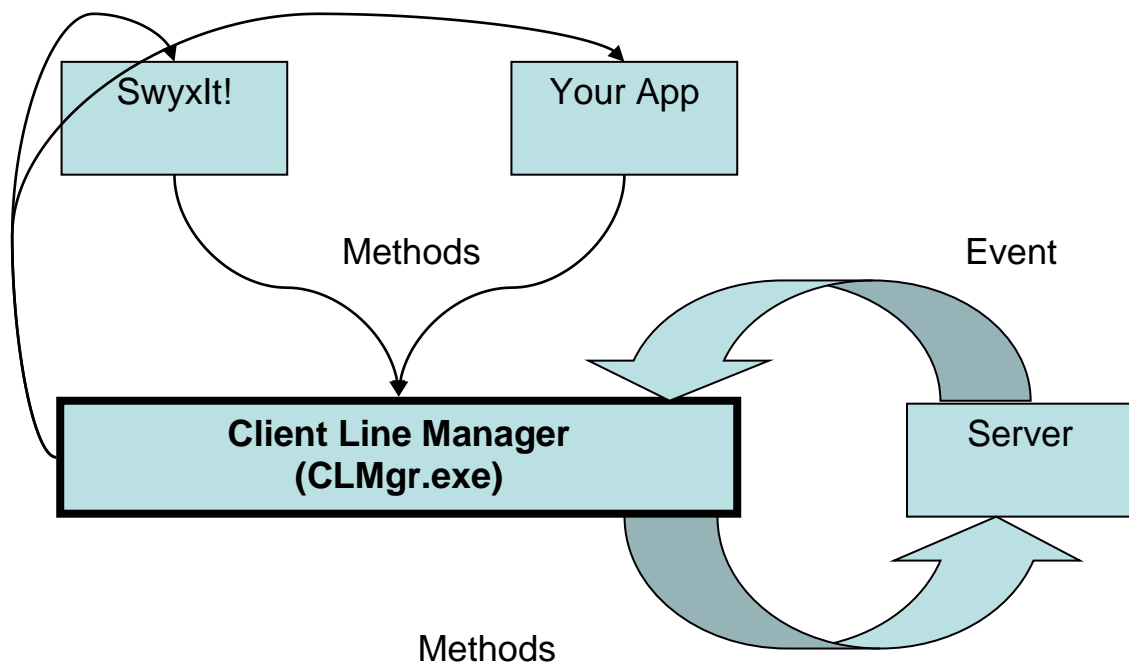 SwyxIt!
Your App
Methods
Event
Client Line Manager
(CLMgr.exe)
Server
Methods